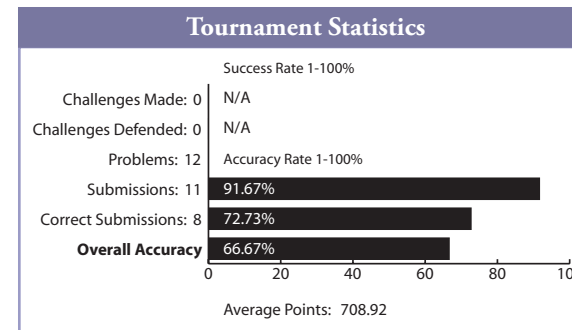 Tournament Statistics
Success Rate 1-100%
Challenges Made: 0 N/A
Challenges Defended: 0 N/A
Problems: 12 Accuracy Rate 1-100%
Submissions: 11 91.67%
Correct Submissions: 8 72.73%
Overall Accuracy 66.67%
0 20 40 60 80 10
Average Points: 708.92